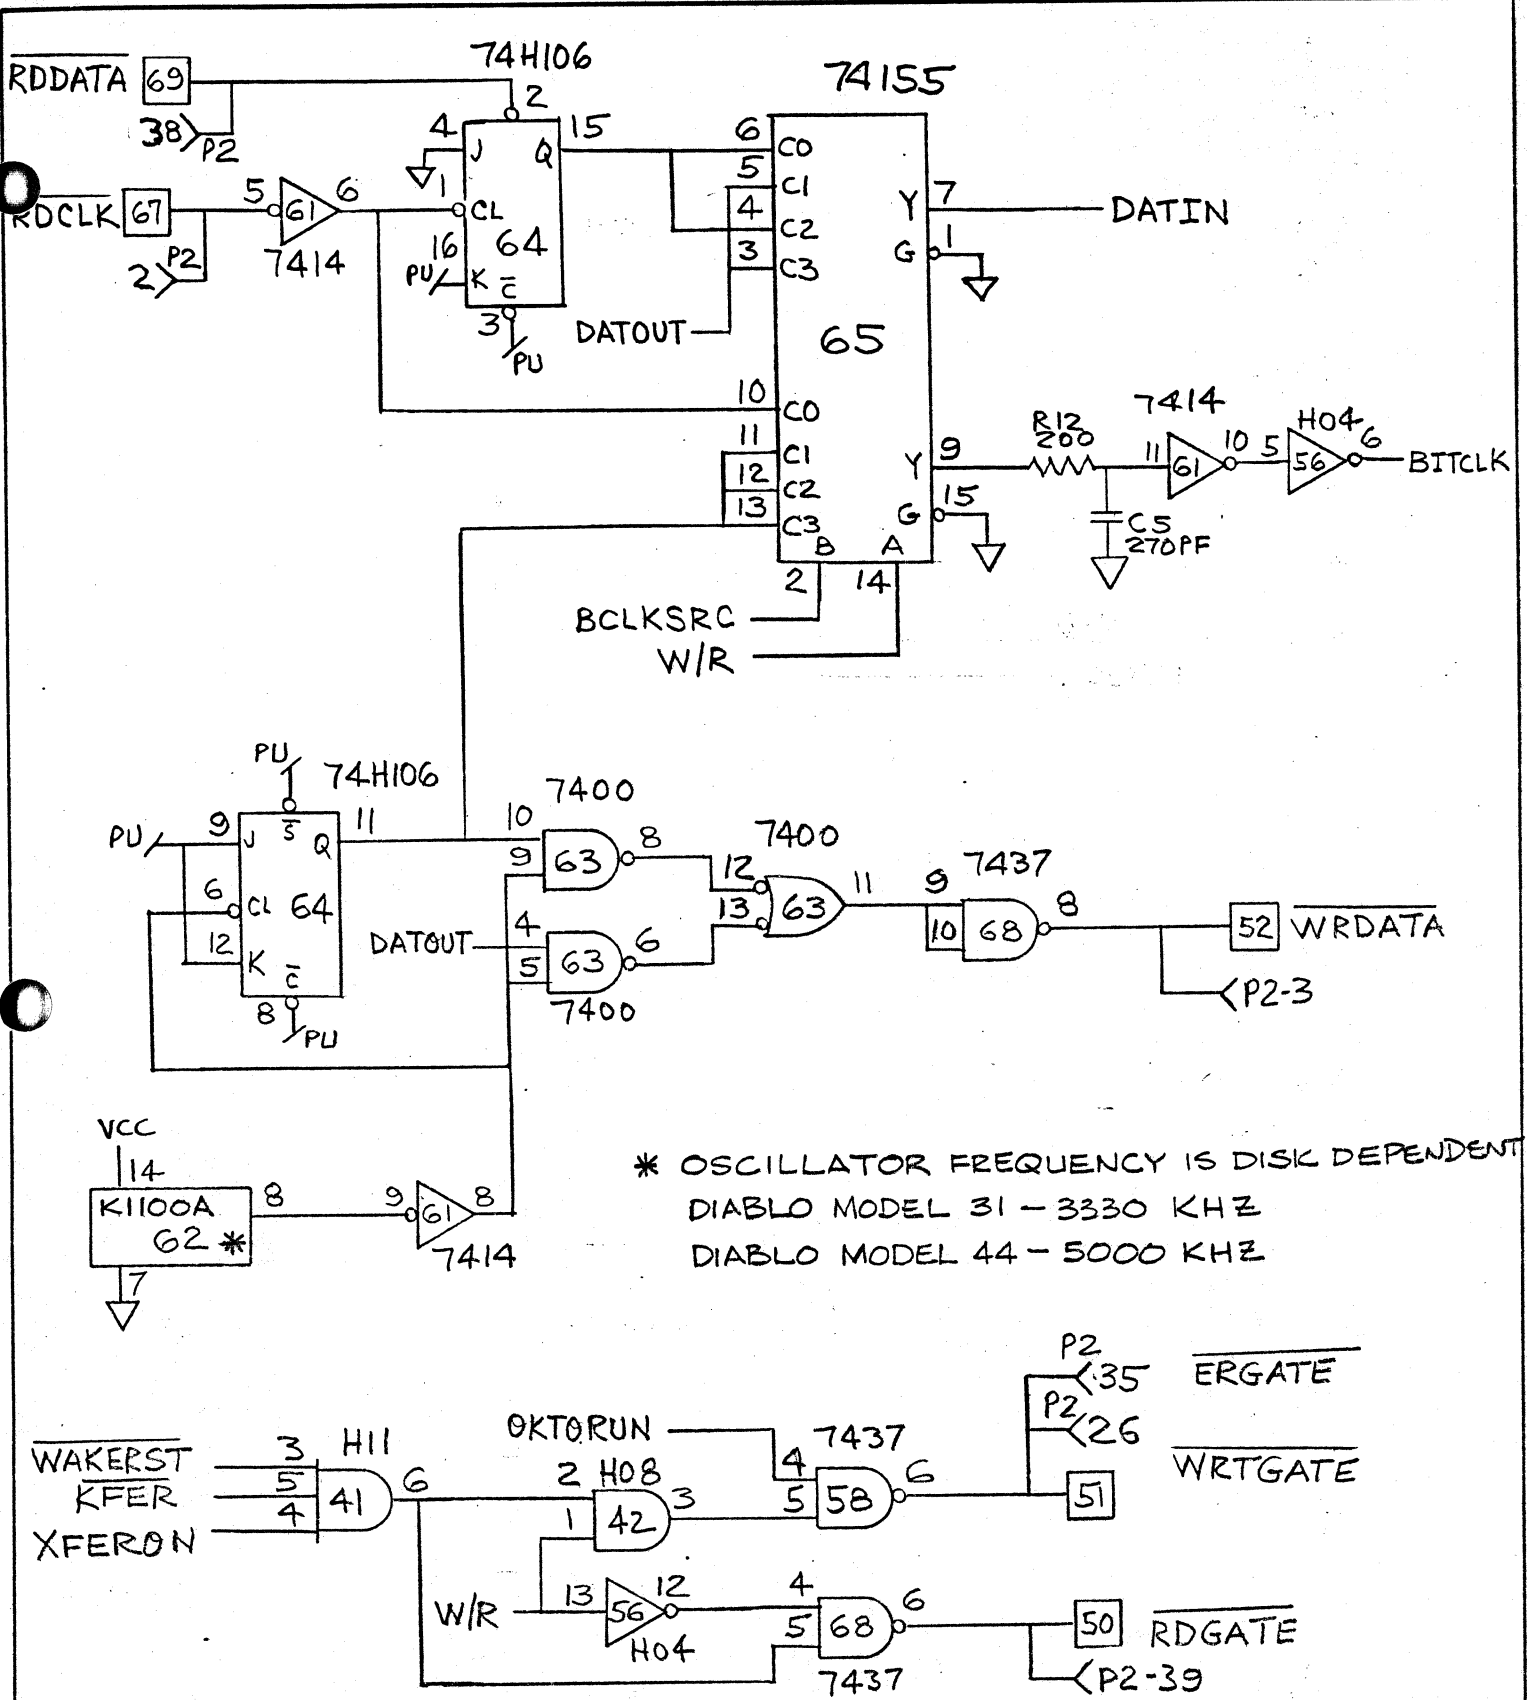 74H106
RDDATA 69
74155
2
38 P2
4 15 6
J Q C0
5 C1
1
RDCLK 67 5 61 6 CL 4 Y 7 DATIN
C2
2 P2 7414 16 64 3 G 1
PU K C C3
3 DATOUT 65
PU
10 C0
7414
R12 H04
200
11 C1
12 Y 9 11 61 10 5 56 6 BITCLK
C2
13 G 15
C3 C5
B A 270PF
2 14
BCLKSRC
W/R
PU 74H106
7400
9 S 11 10 7400
PU J Q 8
9 63 12 7437
6 CL 64 13 63 11 9
4 10 68 8 52 WRDATA
12 DATOUT 6
K C 5 63
8 PU 7400 P2-3
VCC
14
* OSCILLATOR FREQUENCY IS DISK DEPENDENT
K1100A 8 9 61 8 DIABLO MODEL 31 - 3330 KHZ
62 * 7414 DIABLO MODEL 44 - 5000 KHZ
7
P2
35 ERGATE
P2
OKTORUN 7437 26
WAKERST 3 H11 4 WRTGATE
KFER 5 41 6 2 H08 5 58 6 51
4 1 42 3
XFERON
W/R 13 56 12 4 6 50 RDGATE
H04 5 68
7437 P2-39